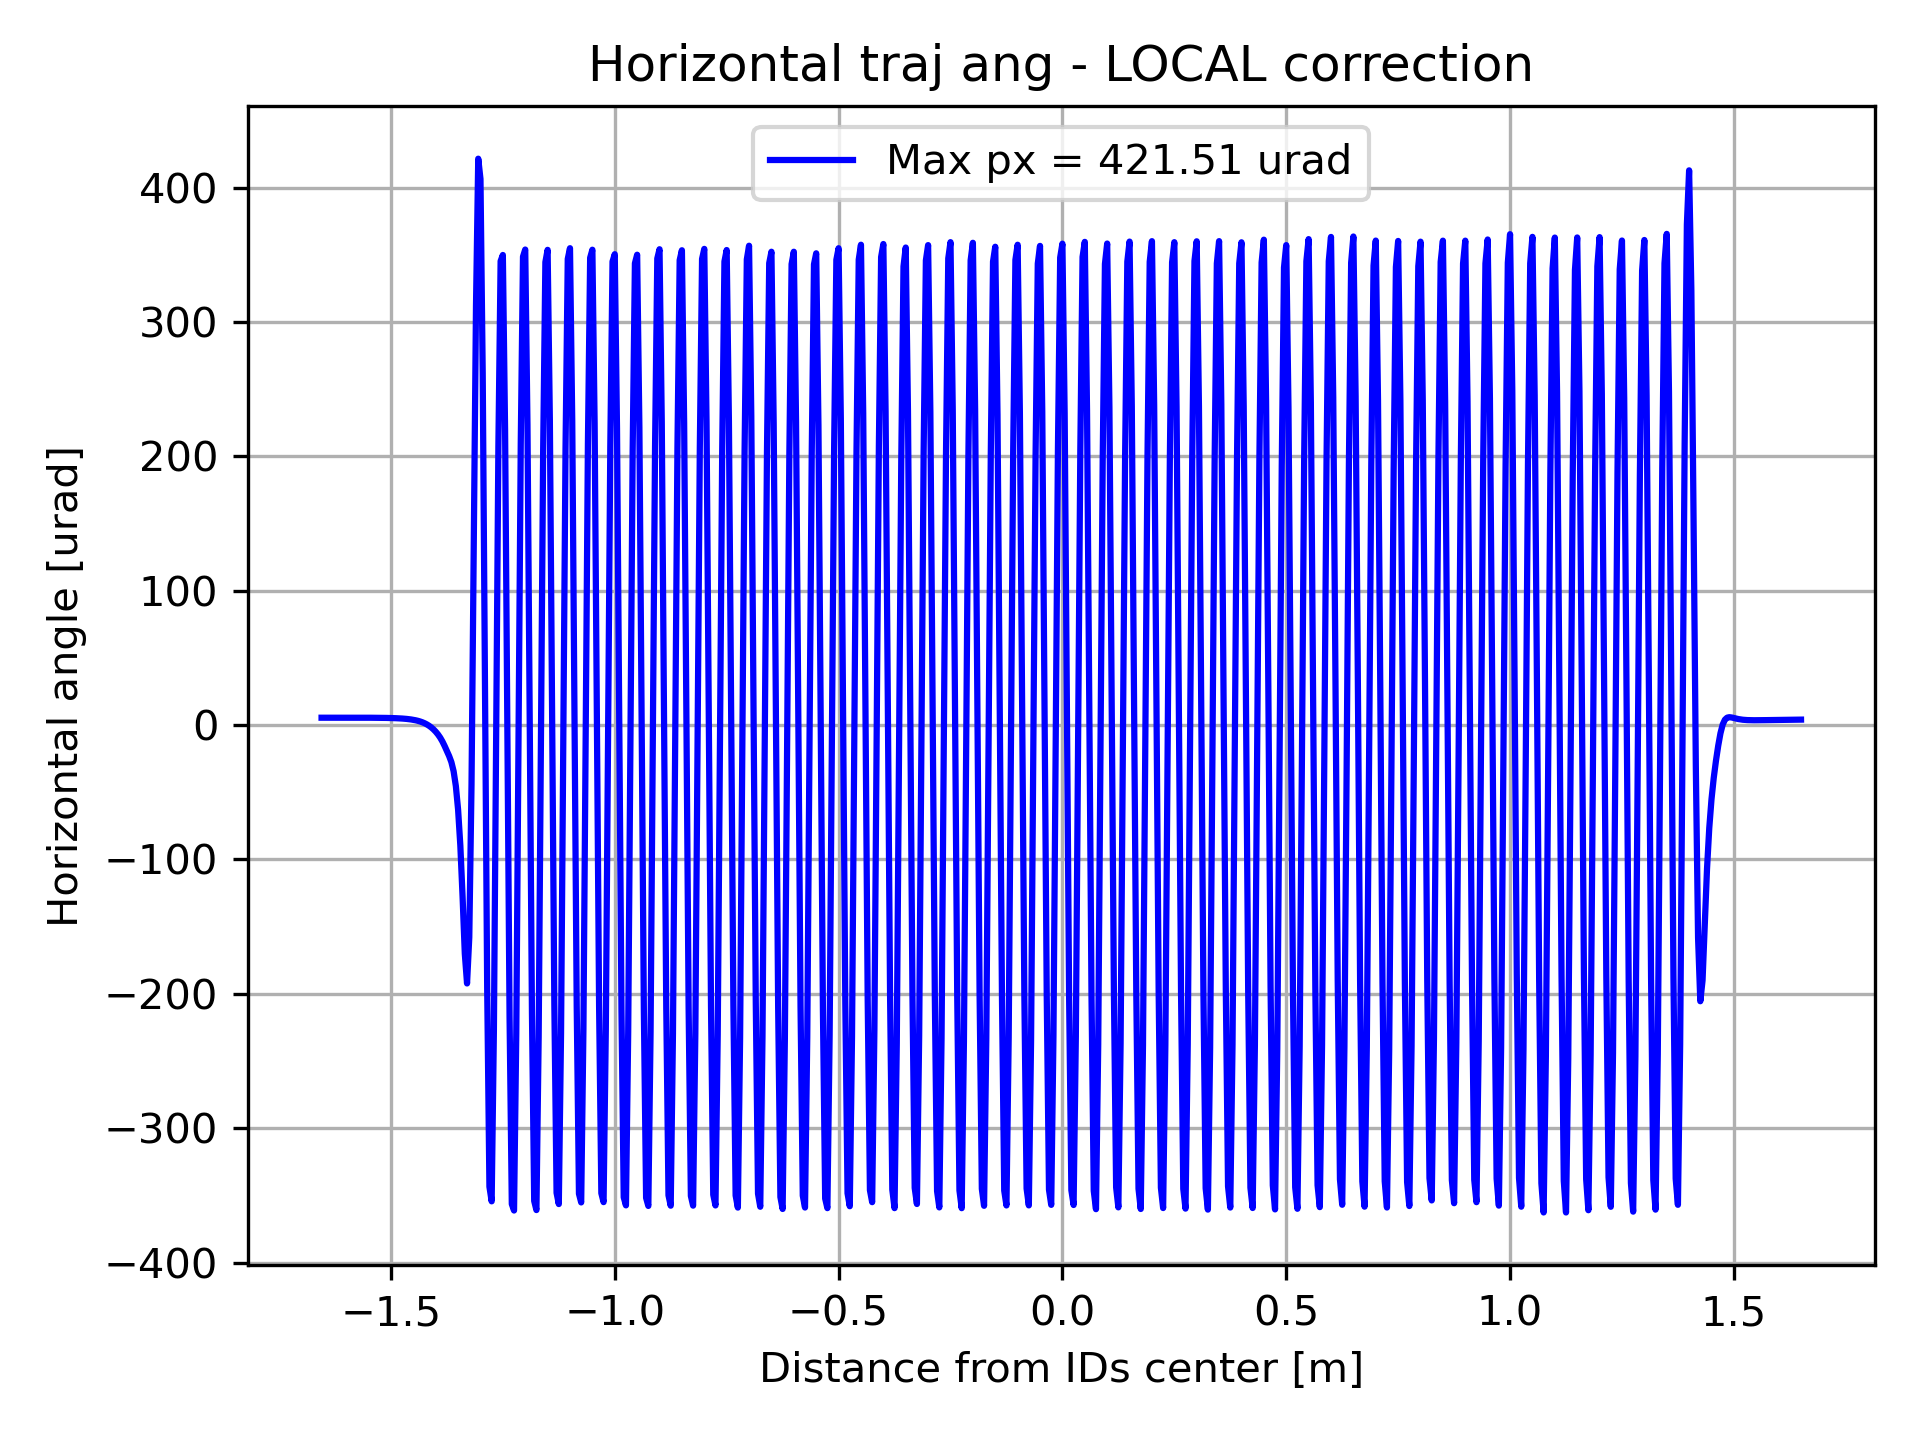 Horizontal traj ang - LOCAL correction
Max px = 421.51 urad
Horizontal angle [urad]
400
300
200
100
0
−100
−200
−300
−400
−1.5 −1.0 −0.5 0.0 0.5 1.0 1.5
Distance from IDs center [m]